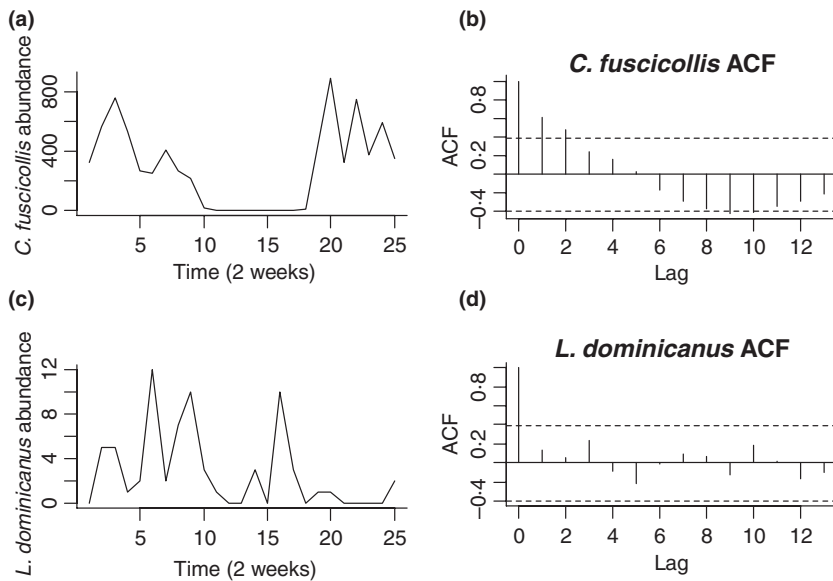 (a)
C. fuscicollis abundance
0 400 800
5 10 15 20 25
Time (2 weeks)
(b)
C. fuscicollis ACF
ACF
−0·4 0·2 0·8
0 2 4 6 8 10 12
Lag
(c)
L. dominicanus abundance
0 4 8 12
5 10 15 20 25
Time (2 weeks)
(d)
L. dominicanus ACF
ACF
−0·4 0·2 0·8
0 2 4 6 8 10 12
Lag